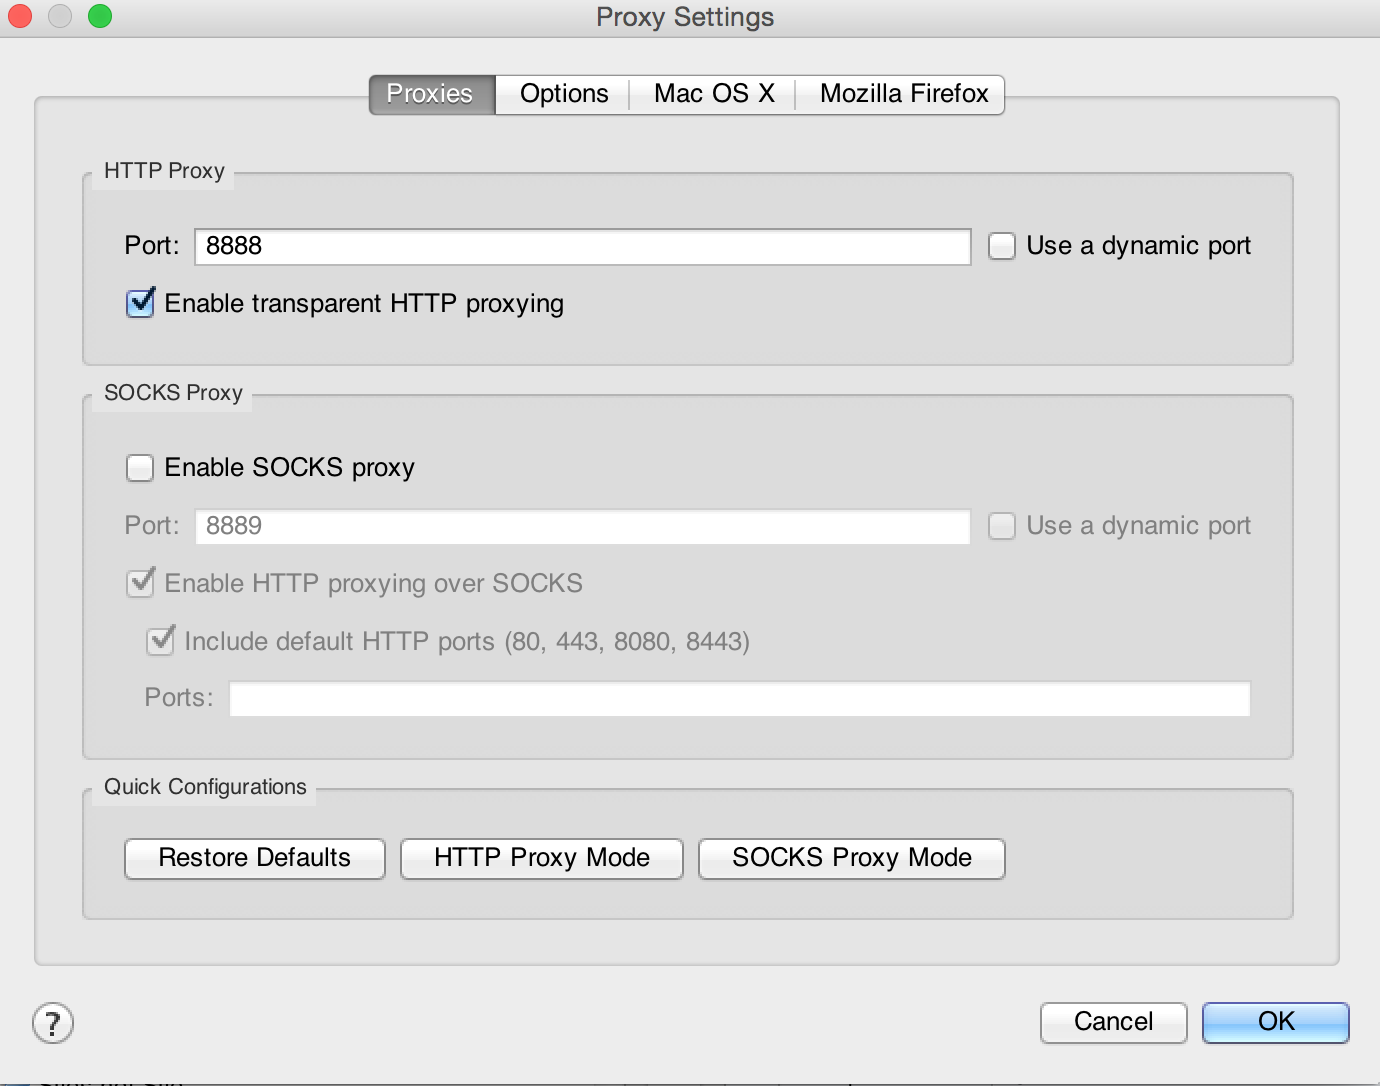 Proxy Settings
Proxies Options Mac OS X Mozilla Firefox
HTTP Proxy
Port: 8888 Use a dynamic port
Enable transparent HTTP proxying
SOCKS Proxy
Enable SOCKS proxy
Port: 8889 Use a dynamic port
Enable HTTP proxying over SOCKS
Include default HTTP ports (80, 443, 8080, 8443)
Ports:
Quick Configurations
Restore Defaults HTTP Proxy Mode SOCKS Proxy Mode
? Cancel OK